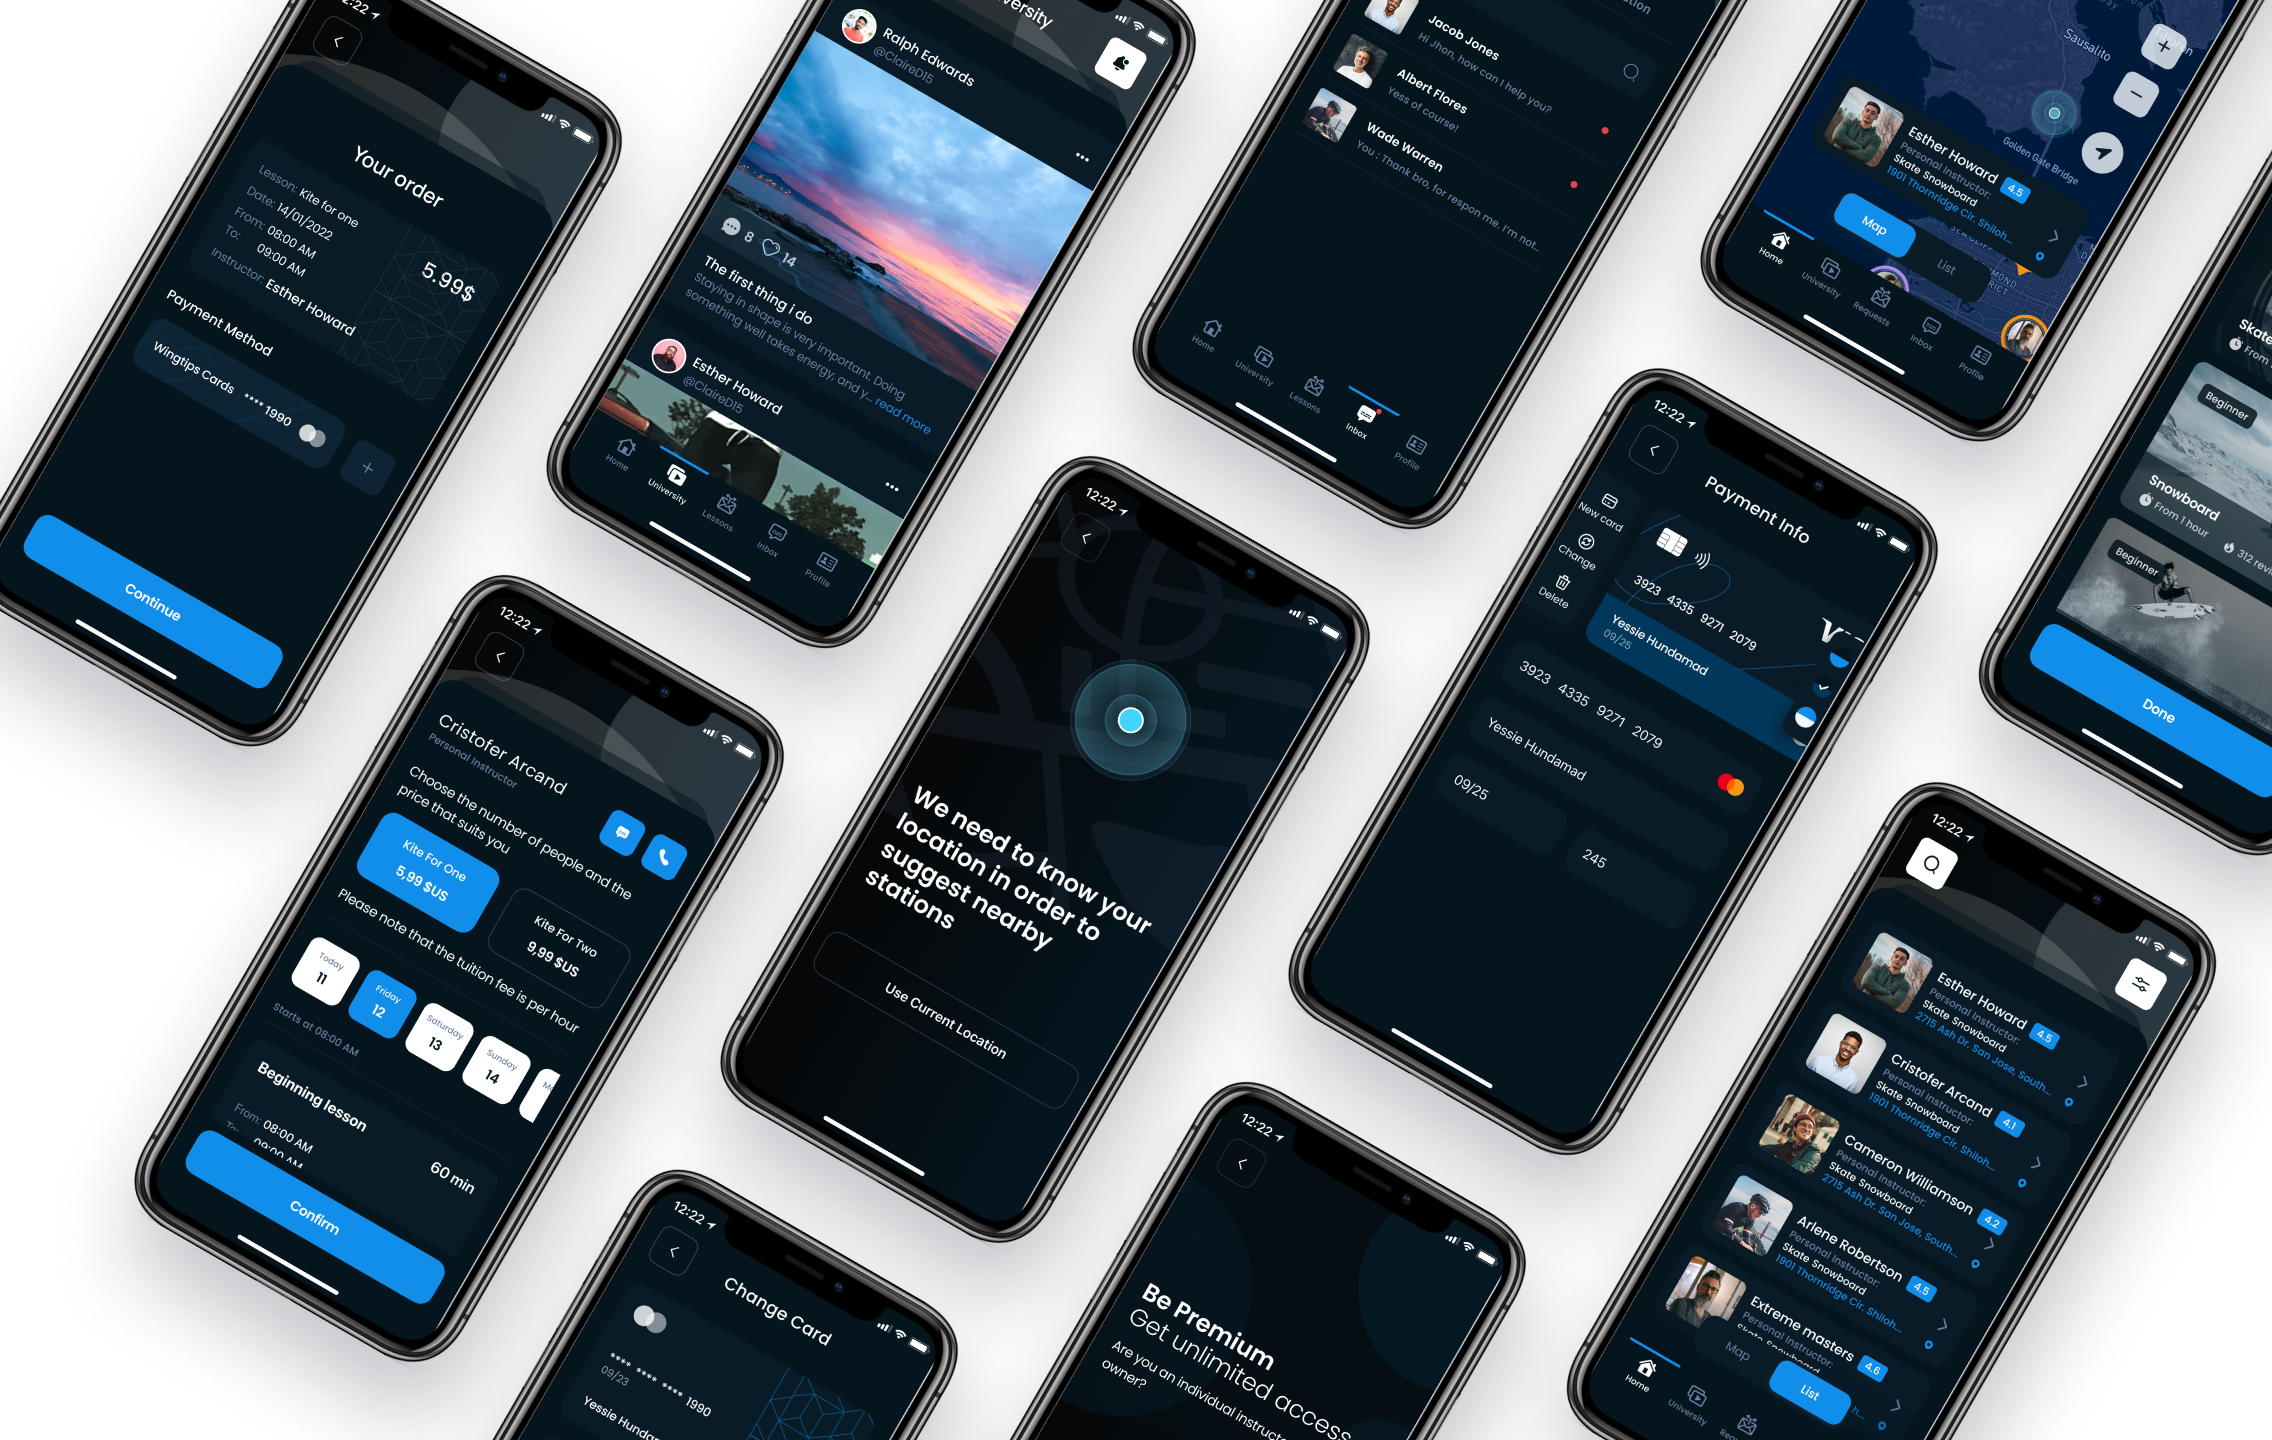 12:22
Your order
Lesson: Kite for one
Date: 14/01/2022
From: 08:00 AM
To: 09:00 AM
Instructor: Esther Howard
5.99$
Payment Method
Wingtips Cards **** 1990
+
Continue
Ralph Edwards
@ClaireD15
8 14
The first thing i do
Staying in shape is very important. Doing
something well takes energy, and y... read more
Esther Howard
@ClaireD15
Home
University
Lessons
Inbox
Profile
Jacob Jones
Hi Jhon, how can I help you?
Albert Flores
Yess of course!
Wade Warren
You : Thank bro, for respon me. I'm not..
Home
University
Lessons
Inbox
Profile
Sausalito
Tiburon
Golden Gate Bridge
Esther Howard 4.5
Personal Instructor:
Skate Snowboard
1901 Thornridge Cir. Shiloh...
Map
List
Home
University
Requests
Inbox
Profile
Beginner
Snowboard
From 1 hour
Beginner
Done
12:22
Cristofer Arcand
Personal Instructor
Choose the number of people and the
price that suits you
Kite For One
5,99 $US
Kite For Two
9,99 $US
Please note that the tuition fee is per hour
Today
11
Friday
12
Saturday
13
Sunday
14
Starts at 08:00 AM
Beginning lesson
From: 08:00 AM
To: 09:00 AM
60 min
Confirm
12:22
We need to know your
location in order to
suggest nearby
stations
Use Current Location
12:22
Payment Info
New card
Change
Delete
3923 4335 9271 2079
Yessie Hundamad
09/25
3923 4335 9271 2079
Yessie Hundamad
09/25
245
12:22
Change Card
**** **** **** 1990
09/23
12:22
Be Premium
Get unlimited access
Are you an individual
owner?
12:22
Esther Howard 4.5
Personal Instructor:
Skate Snowboard
2715 Ash Dr. San Jose, South...
Cristofer Arcand 4.1
Personal Instructor:
Skate Snowboard
1901 Thornridge Cir. Shiloh...
Cameron Williamson 4.2
Personal Instructor:
Skate Snowboard
2715 Ash Dr. San Jose, South...
Arlene Robertson 4.5
Personal Instructor:
Skate Snowboard
1901 Thornridge Cir. Shiloh...
Extreme masters 4.6
Personal Instructor:
Skate Snowboard
Map
List
Home
University